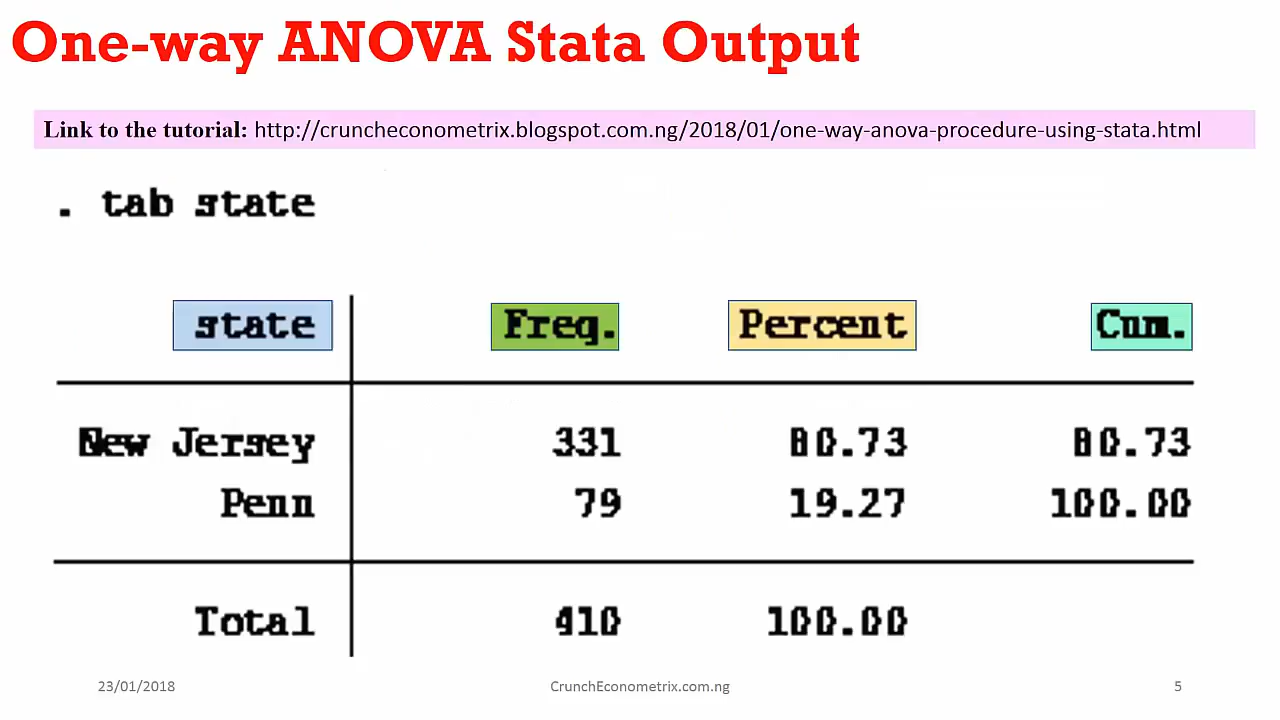 One-way ANOVA Stata Output
Link to the tutorial: http://cruncheconometrix.blogspot.com.ng/2018/01/one-way-anova-procedure-using-stata.html
. tab state
state Freq. Percent Cum.
New Jersey 331 80.73 80.73
Penn 79 19.27 100.00
Total 410 100.00
23/01/2018 CrunchEconometrix.com.ng 5